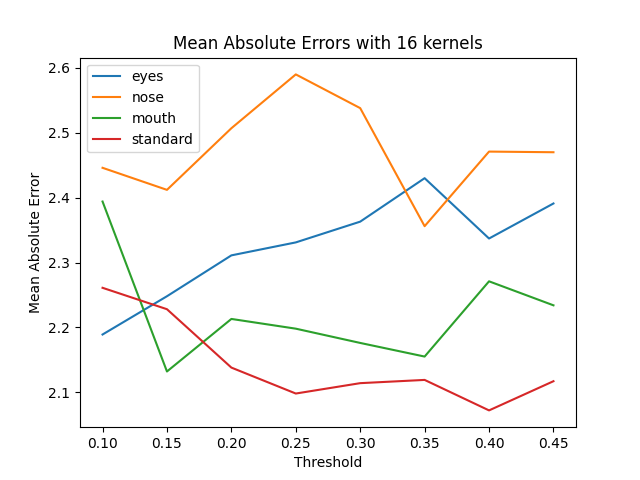 Mean Absolute Errors with 16 kernels
eyes
nose
mouth
standard
2.6
2.5
2.4
2.3
2.2
2.1
Mean Absolute Error
0.10 0.15 0.20 0.25 0.30 0.35 0.40 0.45
Threshold